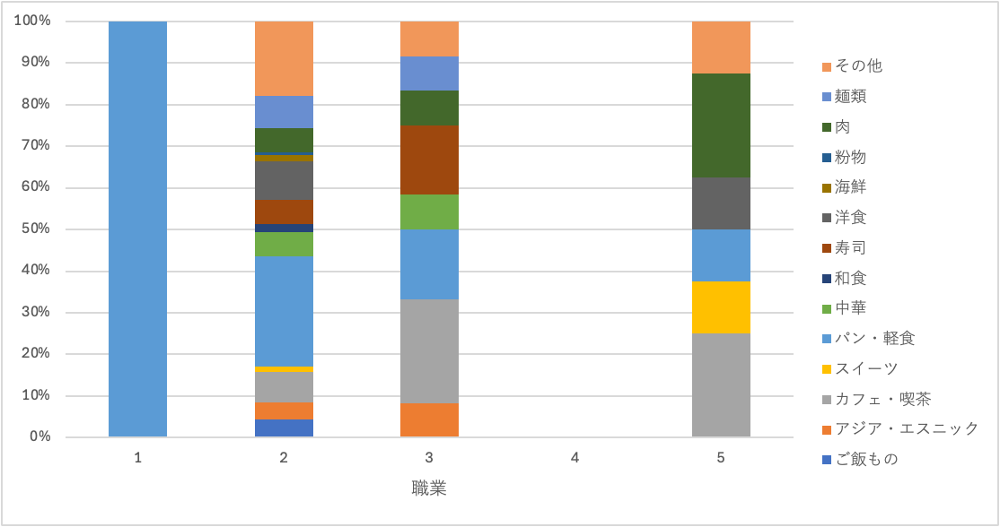 100%
90%
80%
70%
60%
50%
40%
30%
20%
10%
0%
1 2 3 4 5
職業
その他
麺類
肉
粉物
海鮮
洋食
寿司
和食
中華
パン・軽食
スイーツ
カフェ・喫茶
アジア・エスニック
ご飯もの